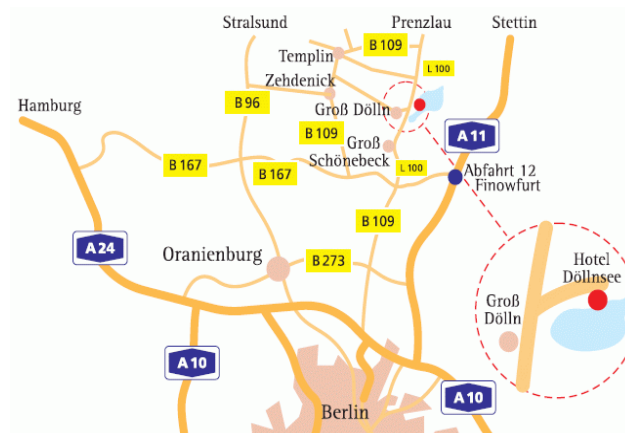 Stralsund
Prenzlau
Stettin
B 109
Templin
L 100
Zehdenick
Hamburg
B 96
Groß Dölln
B 109
A 11
Groß
Schönebeck
B 167
B 167
L 100
Abfahrt 12
Finowfurt
B 109
A 24
Oranienburg
B 273
Hotel
Döllnsee
Groß
Dölln
A 10
A 10
Berlin